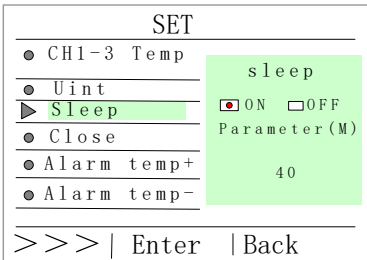 SET
CH1-3 Temp
Uint
Sleep
Close
Alarm temp+
Alarm temp-
sleep
ON OFF
Parameter(M)
40
>>>| Enter |Back